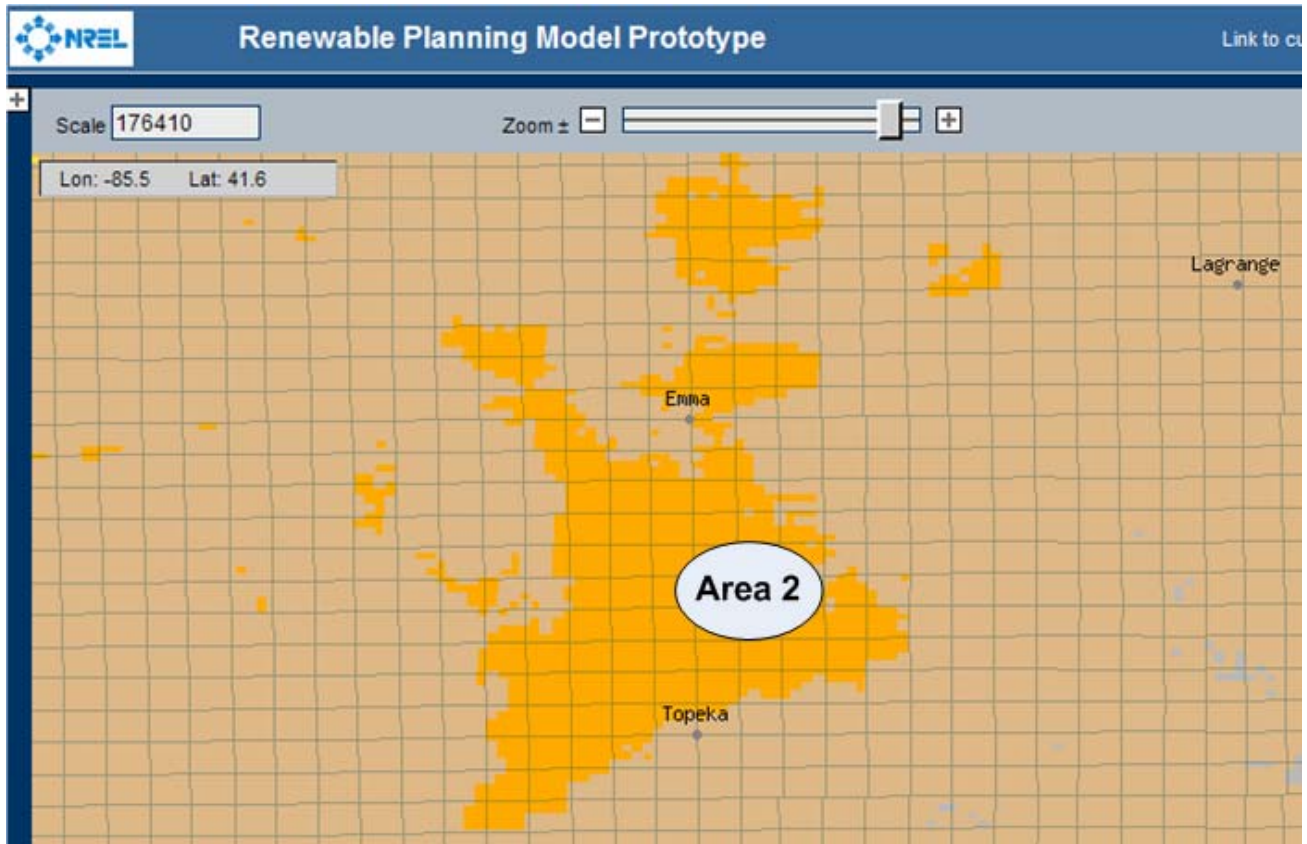 NREL
Renewable Planning Model Prototype
Link to cu
Scale 176410
Zoom ±
Lon: -85.5 Lat: 41.6
Lagrange
Emma
Area 2
Topeka